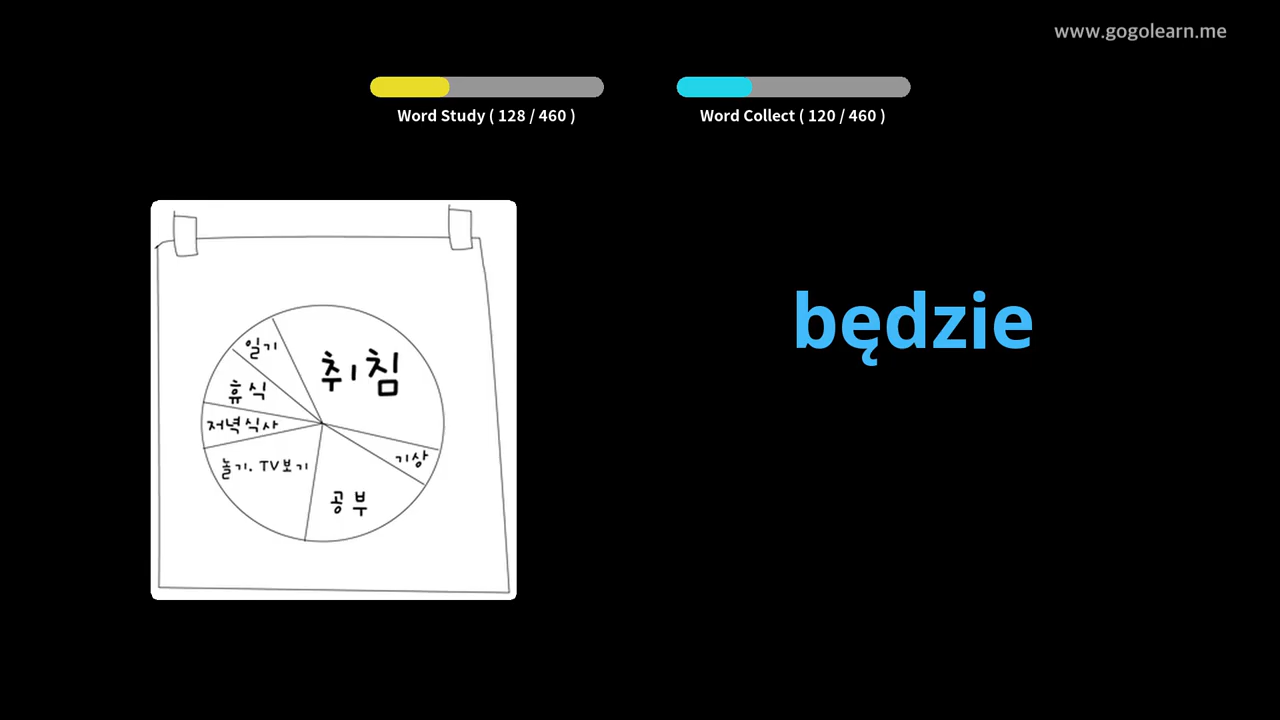 www.gogolearn.me
Word Study ( 128 / 460 )
Word Collect ( 120 / 460 )
일기
취침
휴식
저녁식사
놀기. TV보기
기상
공부
będzie